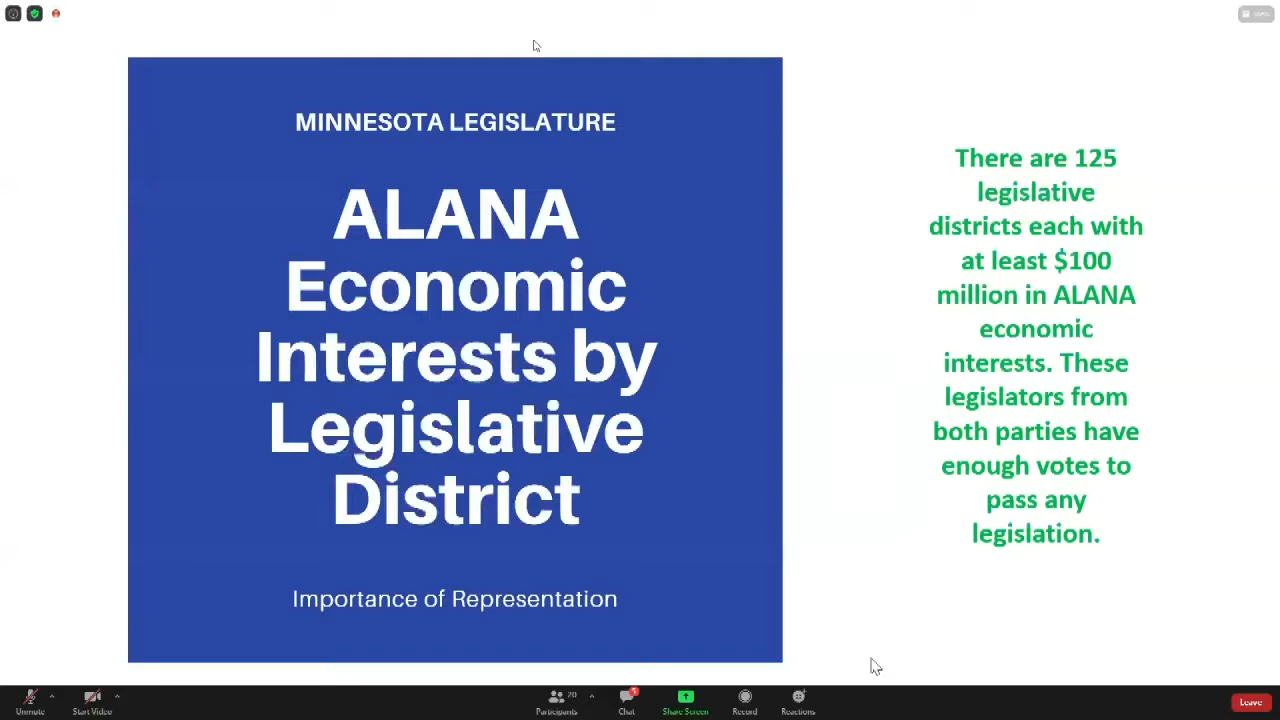 MINNESOTA LEGISLATURE
ALANA
Economic
Interests by
Legislative
District
Importance of Representation
There are 125
legislative
districts each with
at least $100
million in ALANA
economic
interests. These
legislators from
both parties have
enough votes to
pass any
legislation.
Unmute
Start Video
20
Participants
Chat
Share Screen
Record
Reactions
Leave